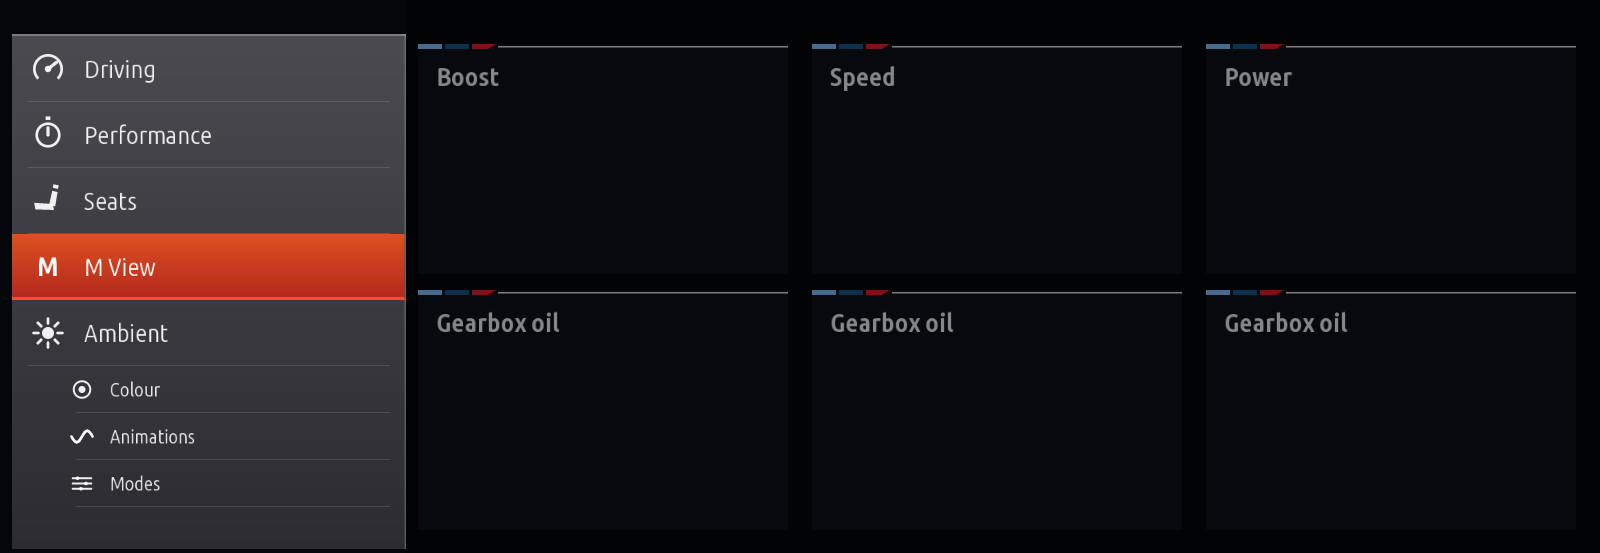 Driving
Performance
Seats
M M View
Ambient
Colour
Animations
Modes
Boost
Speed
Power
Gearbox oil
Gearbox oil
Gearbox oil